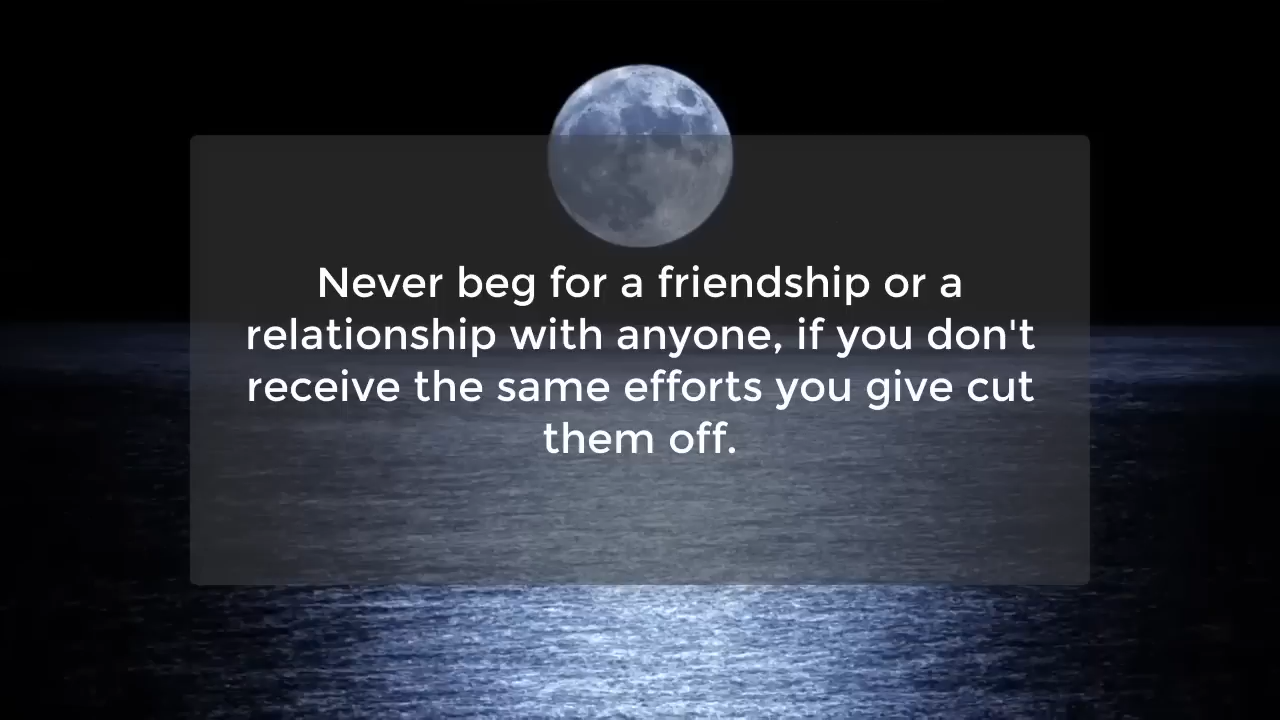 Never beg for a friendship or a
relationship with anyone, if you don't
receive the same efforts you give cut
them off.